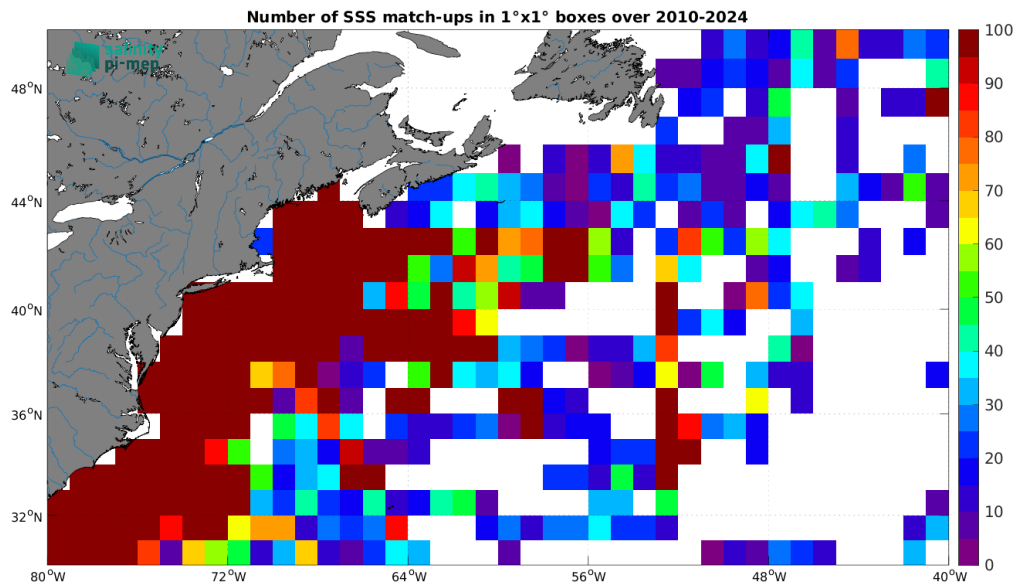 Number of SSS match-ups in 1°x1° boxes over 2010-2024
salinity
pi-mep
48°N
44°N
40°N
36°N
32°N
80°W
72°W
64°W
56°W
48°W
40°W
100
90
80
70
60
50
40
30
20
10
0